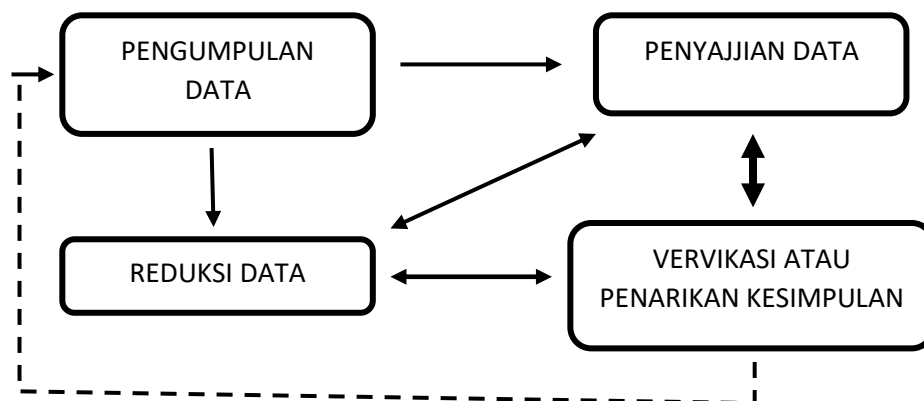 PENGUMPULAN
DATA
PENYAJJIAN DATA
REDUKSI DATA
VERVIKASI ATAU
PENARIKAN KESIMPULAN